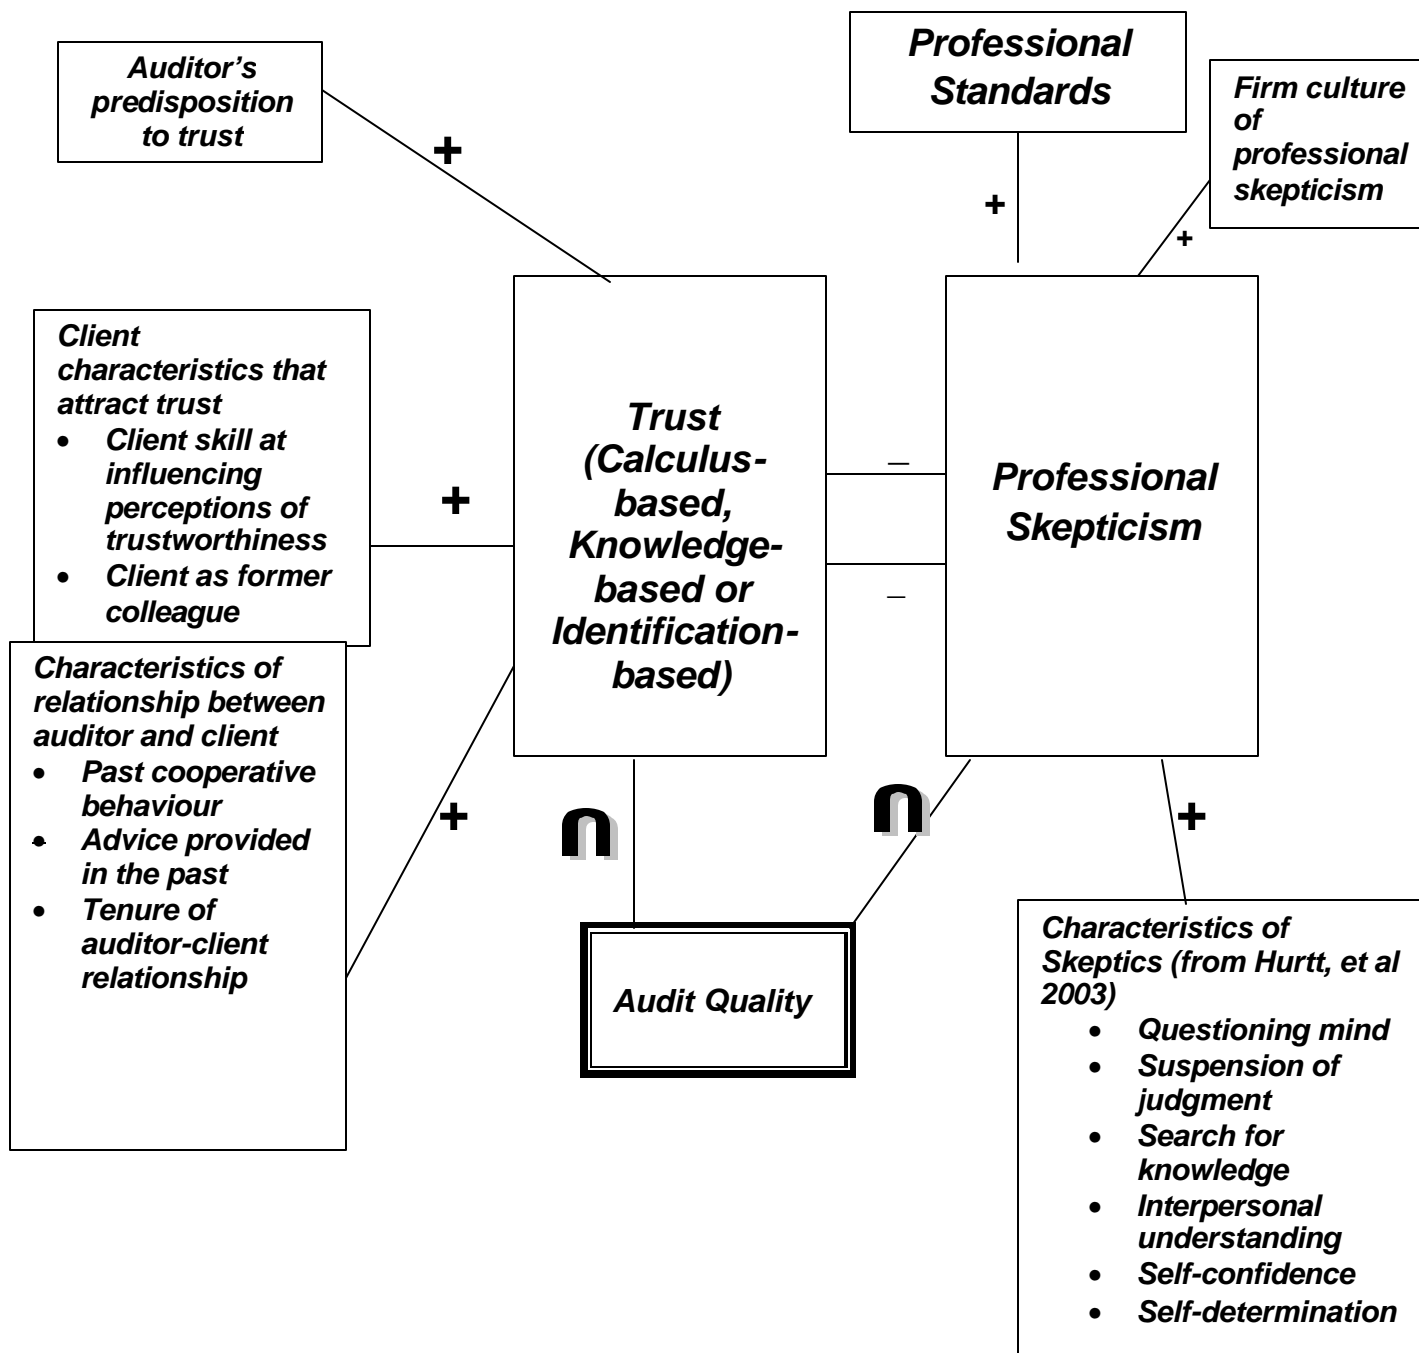 Auditor’s
predisposition
to trust
+
Professional
Standards
+
Firm culture
of
professional
skepticism
+
Client
characteristics that
attract trust
• Client skill at
influencing
perceptions of
trustworthiness
• Client as former
colleague
+
Characteristics of
relationship between
auditor and client
• Past cooperative
behaviour
• Advice provided
in the past
• Tenure of
auditor-client
relationship
+
Trust
(Calculus-
based,
Knowledge-
based or
Identification-
based)
–
–
Professional
Skepticism
n
n
+
Audit Quality
Characteristics of
Skeptics (from Hurtt, et al
2003)
• Questioning mind
• Suspension of
judgment
• Search for
knowledge
• Interpersonal
understanding
• Self-confidence
• Self-determination